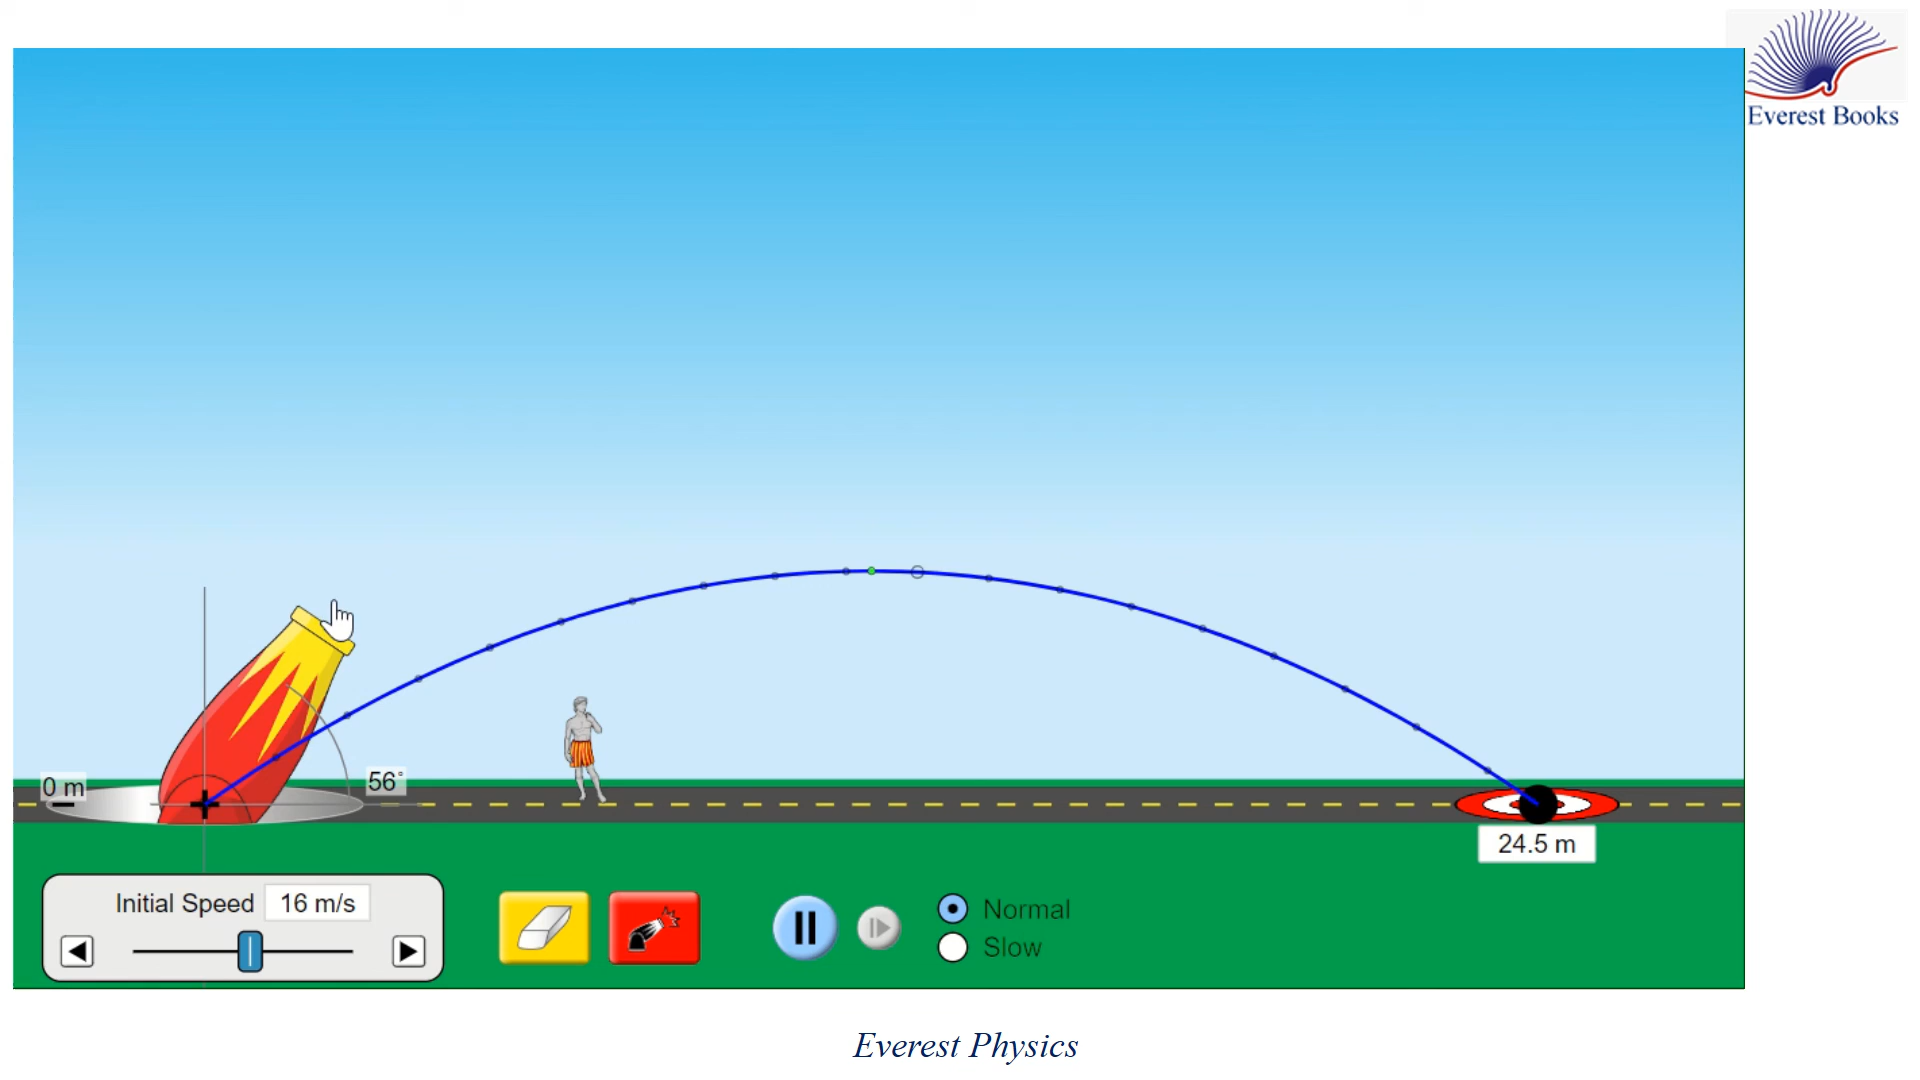 Everest Books
0 m
56°
24.5 m
Initial Speed 16 m/s
Normal
Slow
Everest Physics